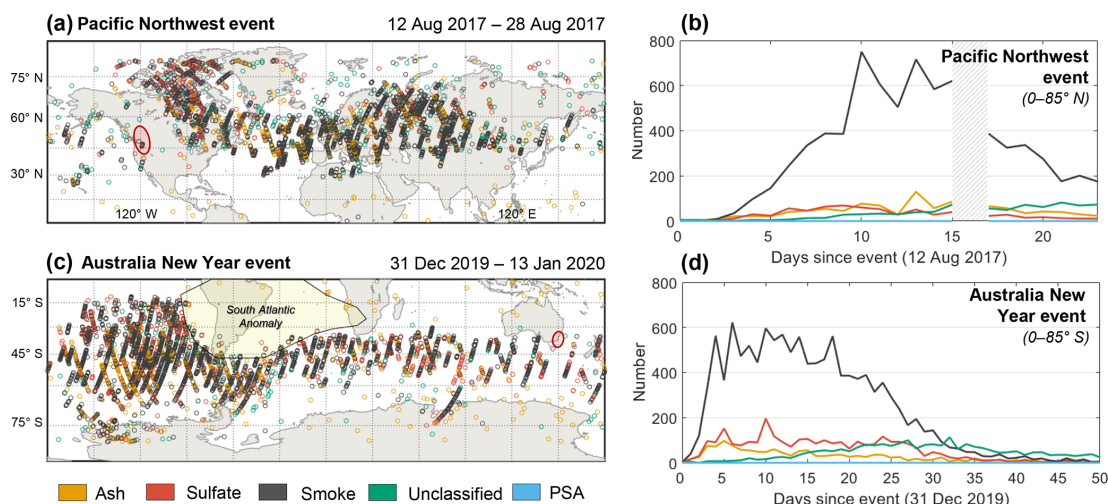 (a) Pacific Northwest event 12 Aug 2017 – 28 Aug 2017
75° N
60° N
30° N
120° W
120° E
(b)
800
600
400
200
0
Number
Pacific Northwest
event
(0–85° N)
0 5 10 15 20
Days since event (12 Aug 2017)
(c) Australia New Year event 31 Dec 2019 – 13 Jan 2020
15° S
45° S
75° S
South Atlantic
Anomaly
(d)
800
600
400
200
0
Number
Australia New
Year event
(0–85° S)
0 5 10 15 20 25 30 35 40 45 50
Days since event (31 Dec 2019)
Ash Sulfate Smoke Unclassified PSA